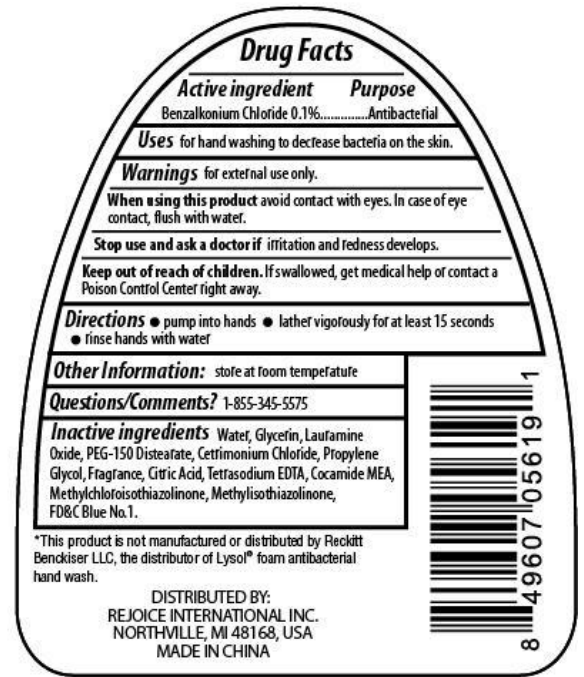 Drug Facts
Active ingredient Purpose
Benzalkonium Chloride 0.1%...............Antibacterial
Uses for hand washing to decrease bacteria on the skin.
Warnings for external use only.
When using this product avoid contact with eyes. In case of eye
contact, flush with water.
Stop use and ask a doctor if irritation and redness develops.
Keep out of reach of children. If swallowed, get medical help or contact a
Poison Control Center right away.
Directions ● pump into hands ● lather vigorously for at least 15 seconds
● rinse hands with water
Other Information: store at room temperature
Questions/Comments? 1-855-345-5575
Inactive ingredients Water, Glycerin, Lauramine
Oxide, PEG-150 Distearate, Cetrimonium Chloride, Propylene
Glycol, Fragrance, Citric Acid, Tetrasodium EDTA, Cocamide MEA,
Methylchloroisothiazolinone, Methylisothiazolinone,
FD&C Blue No.1.
*This product is not manufactured or distributed by Reckitt
Benckiser LLC, the distributor of Lysol® foam antibacterial
hand wash.
DISTRIBUTED BY:
REJOICE INTERNATIONAL INC.
NORTHVILLE, MI 48168, USA
MADE IN CHINA
8 49607 05619 1